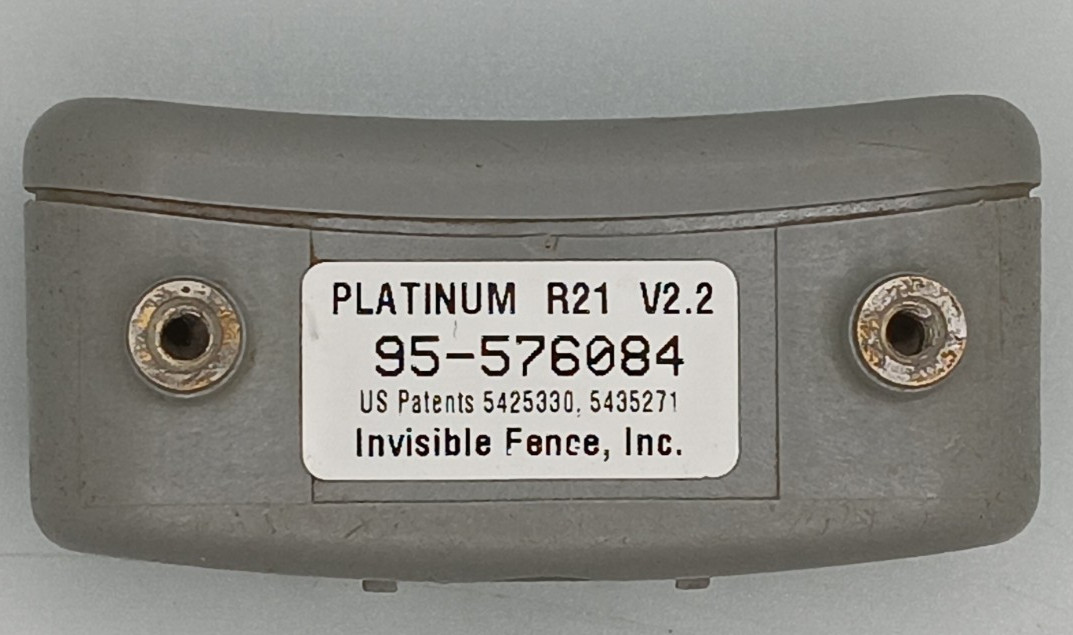 PLATINUM R21 V2.2
95-576084
US Patents 5425330, 5435271
Invisible Fence, Inc.